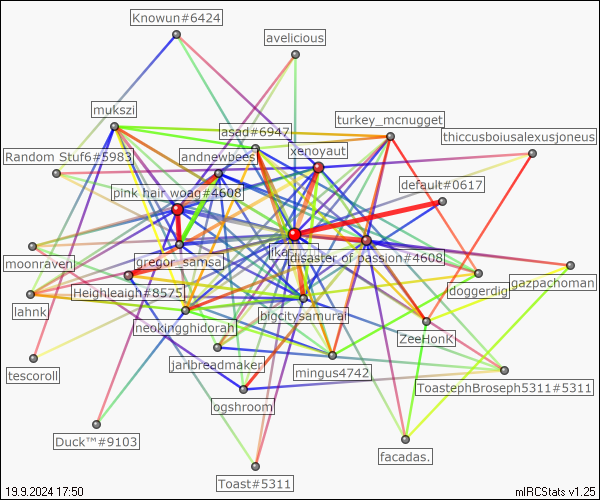 Knowun#6424
avelicious
mukszi
turkey_mcnugget
asad#6947
thiccusboiusalexusjoneus
xenoyaut
Random Stuf6#5983
andnewbees
default#0617
pink hair woag#4608
disaster of passion#4608
gregor_samsa
moonraven
gazpachoman
doggerdig
Heighleigh#8575
lahnk
bigcitysamurai
neokingghidorah
ZeeHonk
tescoroll
jarlbreadmaker
mingus4742
ToastephBroseph5311#5311
ogshroom
Duck™#9103
facadas.
Toast#5311
19.9.2024 17:50
mIRCStats v1.25